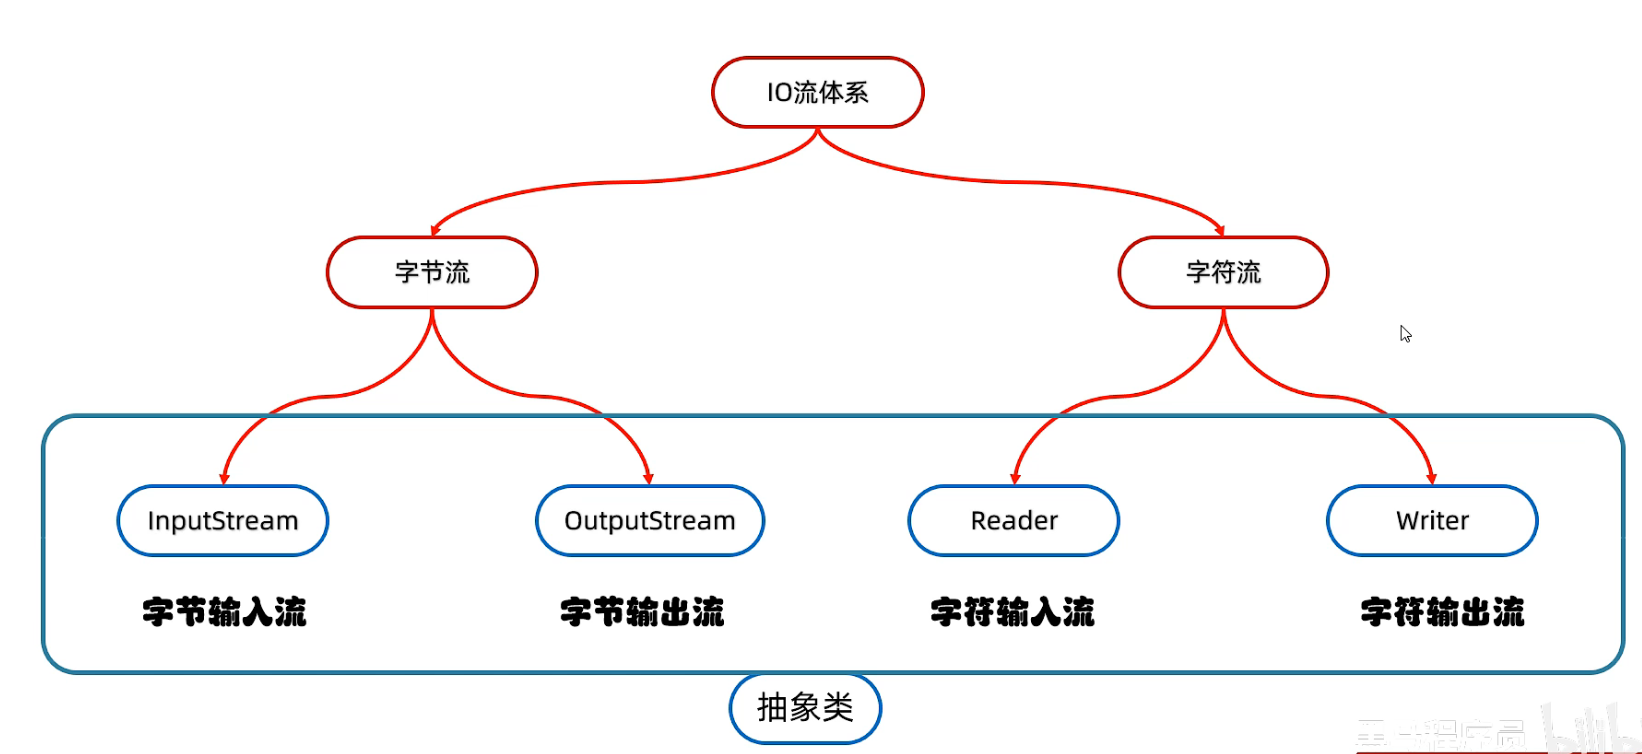 IO流体系
字节流
字符流
InputStream
OutputStream
Reader
Writer
字节输入流
字节输出流
字符输入流
字符输出流
抽象类
程序员